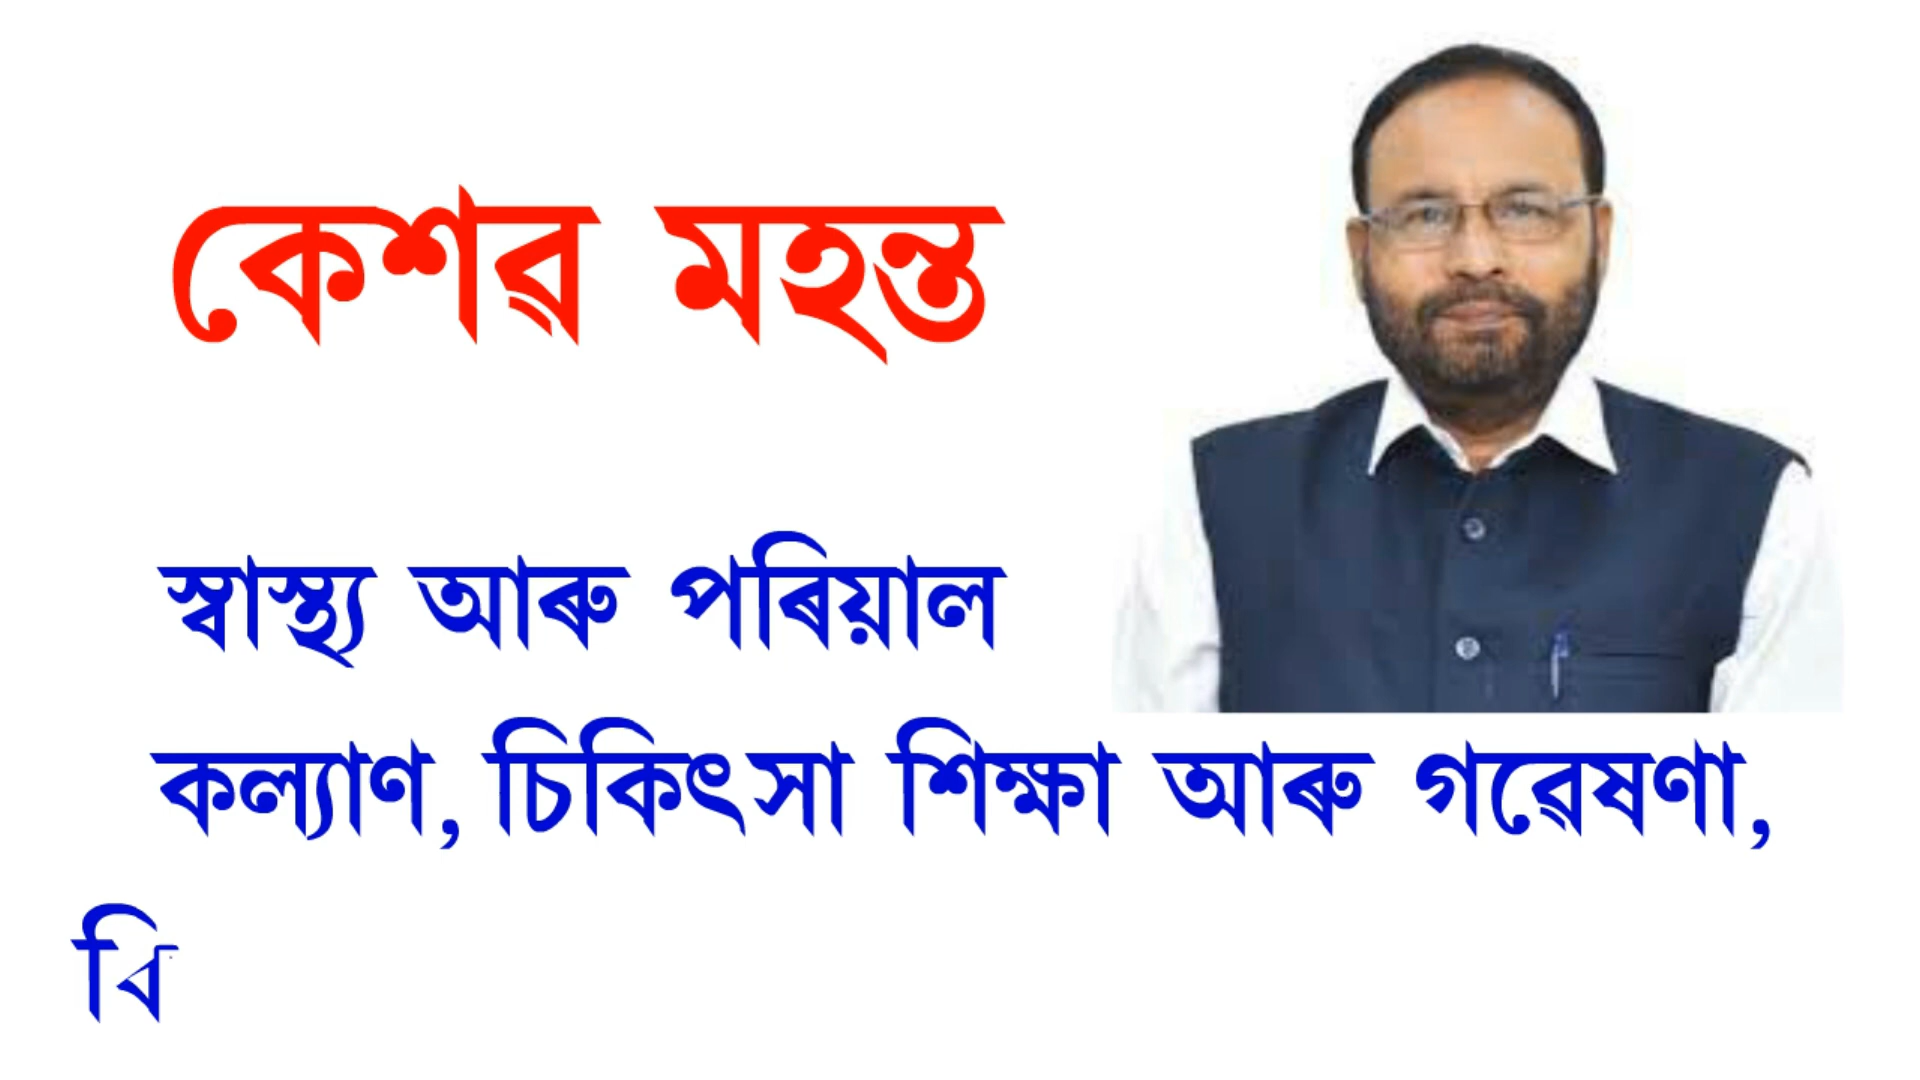 কেশৱ মহন্ত
স্বাস্থ্য আৰু পৰিয়াল
কল্যাণ, চিকিৎসা শিক্ষা আৰু গৱেষণা,
বি